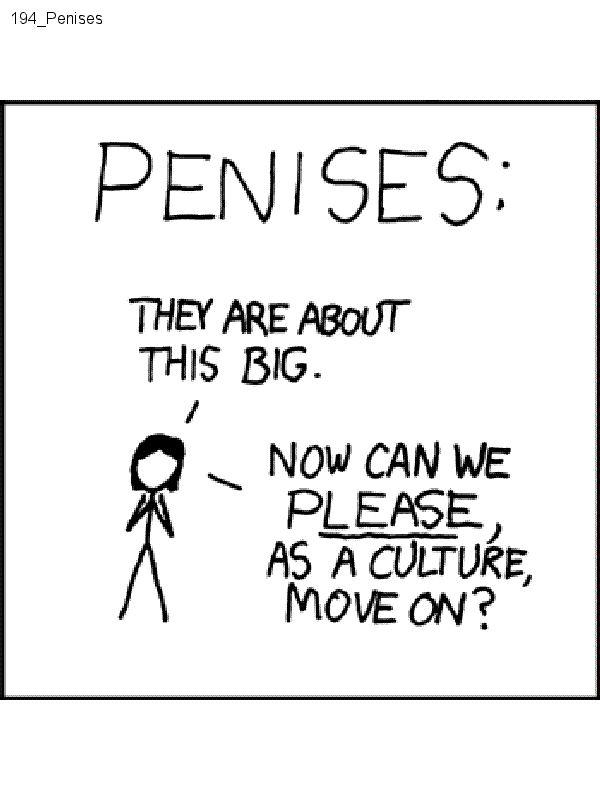 194_Penises
PENISES:
THEY ARE ABOUT
THIS BIG.
NOW CAN WE
PLEASE,
AS A CULTURE,
MOVE ON?